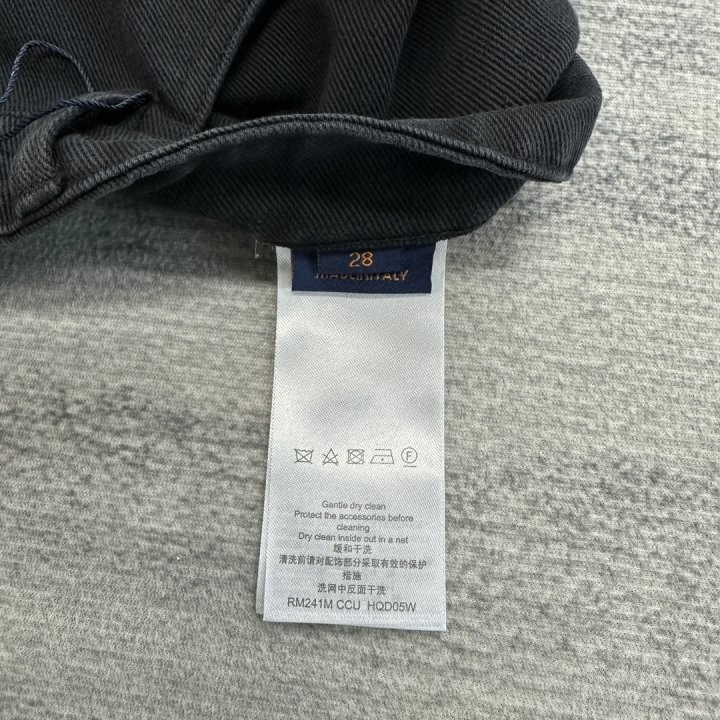 28
MADE IN ITALY
F
Gentle dry clean
Protect the accessories before
cleaning
Dry clean inside out in a net
缓和干洗
清洗前请对配饰部分采取有效的保护
措施
洗网中反面干洗
RM241M CCU HQD05W